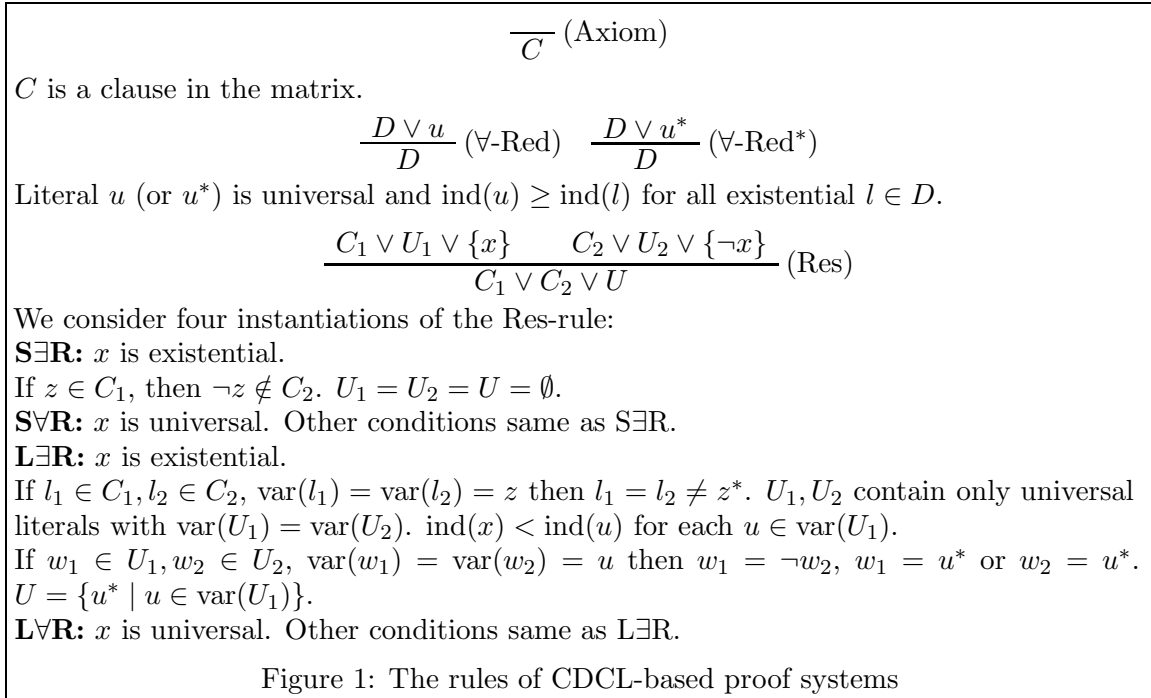 C (Axiom)
C is a clause in the matrix.
D ∨ u
D (∀-Red) D ∨ u*
D (∀-Red*)
Literal u (or u*) is universal and ind(u) ≥ ind(l) for all existential l ∈ D.
C₁ ∨ U₁ ∨ {x} C₂ ∨ U₂ ∨ {¬x}
C₁ ∨ C₂ ∨ U (Res)
We consider four instantiations of the Res-rule:
S∃R: x is existential.
If z ∈ C₁, then ¬z ∉ C₂. U₁ = U₂ = U = ∅.
S∀R: x is universal. Other conditions same as S∃R.
L∃R: x is existential.
If l₁ ∈ C₁, l₂ ∈ C₂, var(l₁) = var(l₂) = z then l₁ = l₂ ≠ z*. U₁, U₂ contain only universal
literals with var(U₁) = var(U₂). ind(x) < ind(u) for each u ∈ var(U₁).
If w₁ ∈ U₁, w₂ ∈ U₂, var(w₁) = var(w₂) = u then w₁ = ¬w₂, w₁ = u* or w₂ = u*.
U = {u* | u ∈ var(U₁)}.
L∀R: x is universal. Other conditions same as L∃R.
Figure 1: The rules of CDCL-based proof systems